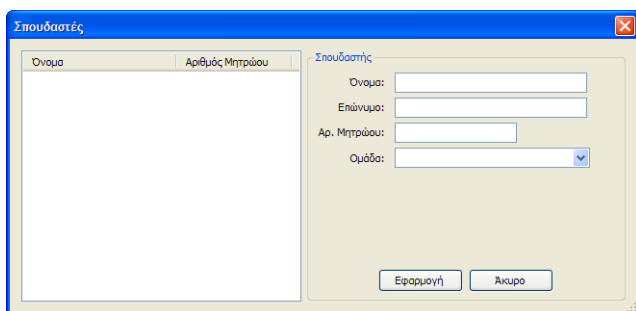 Σπουδαστές
Όνομα Αριθμός Μητρώου
Σπουδαστής
Όνομα:
Επώνυμο:
Αρ. Μητρώου:
Ομάδα:
Εφαρμογή Άκυρο